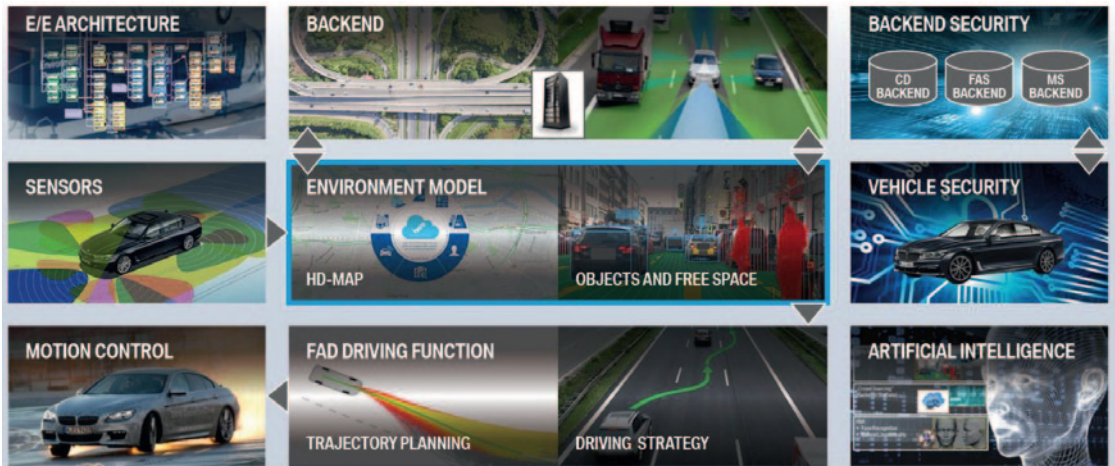 E/E ARCHITECTURE
BACKEND
BACKEND SECURITY
CD
BACKEND
FAS
BACKEND
MS
BACKEND
SENSORS
ENVIRONMENT MODEL
HD-MAP
OBJECTS AND FREE SPACE
VEHICLE SECURITY
MOTION CONTROL
FAD DRIVING FUNCTION
TRAJECTORY PLANNING
DRIVING STRATEGY
ARTIFICIAL INTELLIGENCE